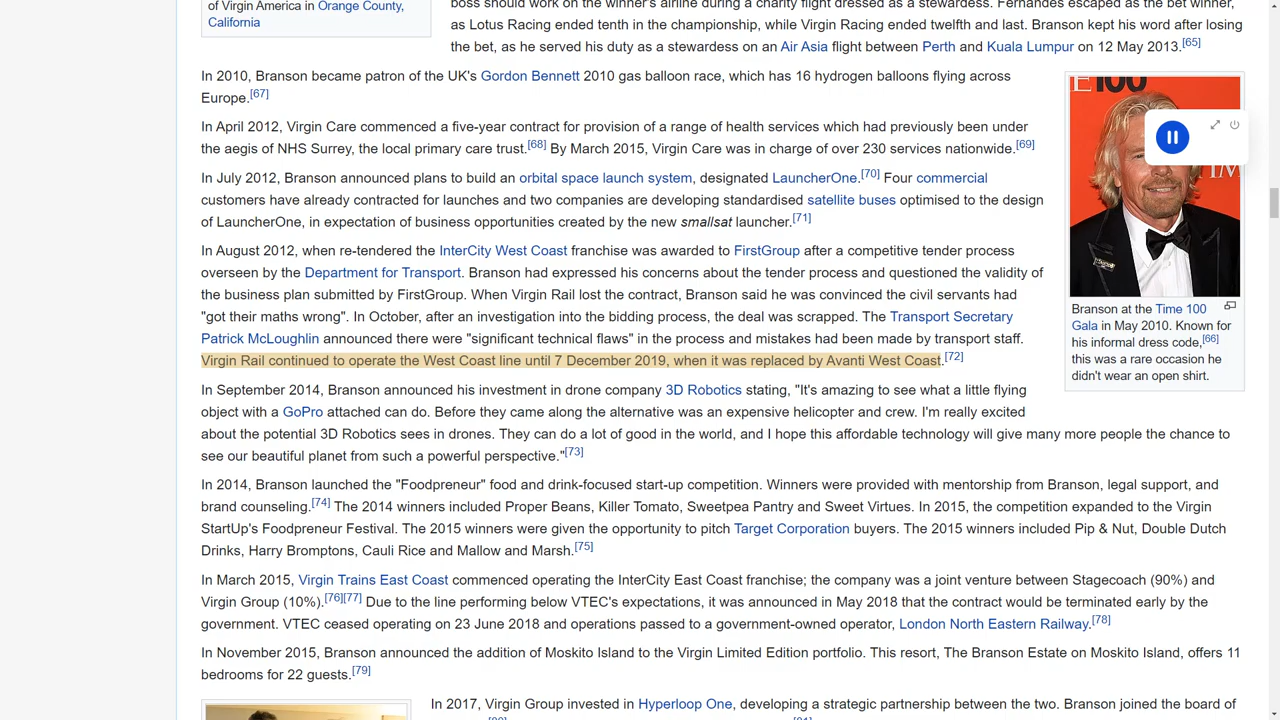 of Virgin America in Orange County,
California
boss should work on the winner's airline during a charity flight dressed as a stewardess. Fernandes escaped as the bet winner,
as Lotus Racing ended tenth in the championship, while Virgin Racing ended twelfth and last. Branson kept his word after losing
the bet, as he served his duty as a stewardess on an Air Asia flight between Perth and Kuala Lumpur on 12 May 2013.[65]
In 2010, Branson became patron of the UK's Gordon Bennett 2010 gas balloon race, which has 16 hydrogen balloons flying across
Europe.[67]
In April 2012, Virgin Care commenced a five-year contract for provision of a range of health services which had previously been under
the aegis of NHS Surrey, the local primary care trust.[68] By March 2015, Virgin Care was in charge of over 230 services nationwide.[69]
In July 2012, Branson announced plans to build an orbital space launch system, designated LauncherOne.[70] Four commercial
customers have already contracted for launches and two companies are developing standardised satellite buses optimised to the design
of LauncherOne, in expectation of business opportunities created by the new smallsat launcher.[71]
In August 2012, when re-tendered the InterCity West Coast franchise was awarded to FirstGroup after a competitive tender process
overseen by the Department for Transport. Branson had expressed his concerns about the tender process and questioned the validity of
the business plan submitted by FirstGroup. When Virgin Rail lost the contract, Branson said he was convinced the civil servants had
"got their maths wrong". In October, after an investigation into the bidding process, the deal was scrapped. The Transport Secretary
Patrick McLoughlin announced there were "significant technical flaws" in the process and mistakes had been made by transport staff.
Virgin Rail continued to operate the West Coast line until 7 December 2019, when it was replaced by Avanti West Coast.[72]
E100
IM
Branson at the Time 100
Gala in May 2010. Known for
his informal dress code,[66]
this was a rare occasion he
didn't wear an open shirt.
In September 2014, Branson announced his investment in drone company 3D Robotics stating, "It's amazing to see what a little flying
object with a GoPro attached can do. Before they came along the alternative was an expensive helicopter and crew. I'm really excited
about the potential 3D Robotics sees in drones. They can do a lot of good in the world, and I hope this affordable technology will give many more people the chance to
see our beautiful planet from such a powerful perspective."[73]
In 2014, Branson launched the "Foodpreneur" food and drink-focused start-up competition. Winners were provided with mentorship from Branson, legal support, and
brand counseling.[74] The 2014 winners included Proper Beans, Killer Tomato, Sweetpea Pantry and Sweet Virtues. In 2015, the competition expanded to the Virgin
StartUp's Foodpreneur Festival. The 2015 winners were given the opportunity to pitch Target Corporation buyers. The 2015 winners included Pip & Nut, Double Dutch
Drinks, Harry Bromptons, Cauli Rice and Mallow and Marsh.[75]
In March 2015, Virgin Trains East Coast commenced operating the InterCity East Coast franchise; the company was a joint venture between Stagecoach (90%) and
Virgin Group (10%).[76][77] Due to the line performing below VTEC's expectations, it was announced in May 2018 that the contract would be terminated early by the
government. VTEC ceased operating on 23 June 2018 and operations passed to a government-owned operator, London North Eastern Railway.[78]
In November 2015, Branson announced the addition of Moskito Island to the Virgin Limited Edition portfolio. This resort, The Branson Estate on Moskito Island, offers 11
bedrooms for 22 guests.[79]
In 2017, Virgin Group invested in Hyperloop One, developing a strategic partnership between the two. Branson joined the board of